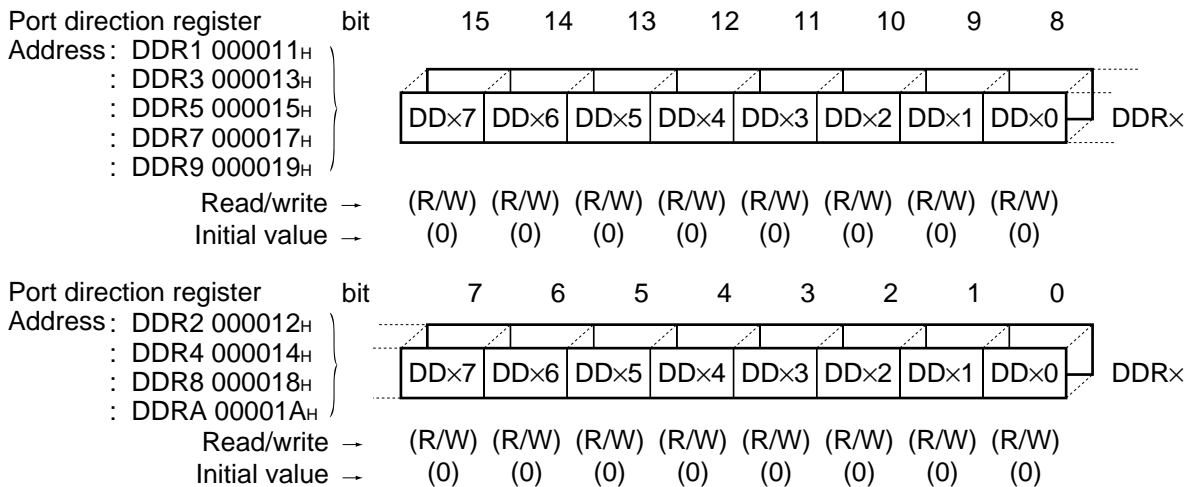 Port direction register bit 15 14 13 12 11 10 9 8
Address : DDR1 000011H
: DDR3 000013H
: DDR5 000015H
: DDR7 000017H
: DDR9 000019H
DD×7 DD×6 DD×5 DD×4 DD×3 DD×2 DD×1 DD×0 DDR×
Read/write → (R/W) (R/W) (R/W) (R/W) (R/W) (R/W) (R/W) (R/W)
Initial value → (0) (0) (0) (0) (0) (0) (0) (0)
Port direction register bit 7 6 5 4 3 2 1 0
Address : DDR2 000012H
: DDR4 000014H
: DDR8 000018H
: DDRA 00001AH
DD×7 DD×6 DD×5 DD×4 DD×3 DD×2 DD×1 DD×0 DDR×
Read/write → (R/W) (R/W) (R/W) (R/W) (R/W) (R/W) (R/W) (R/W)
Initial value → (0) (0) (0) (0) (0) (0) (0) (0)